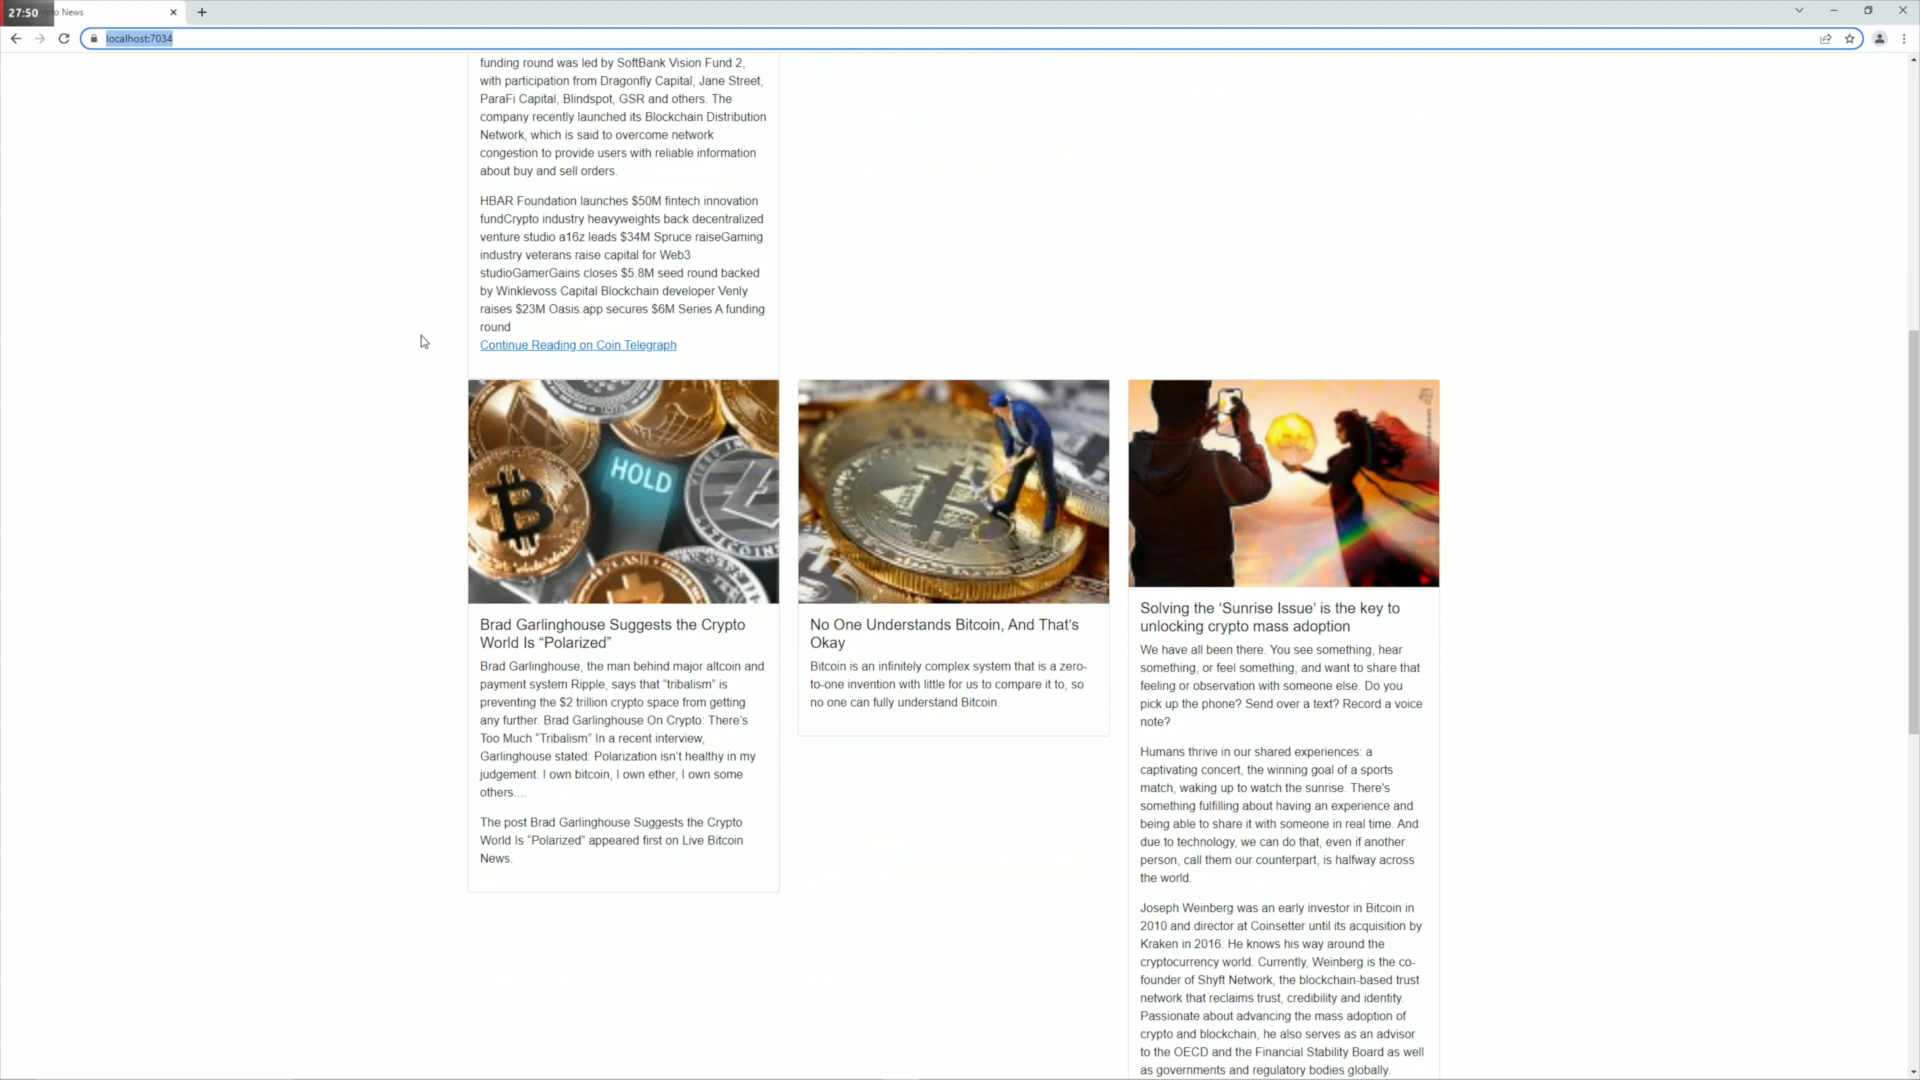 27:50
pto News
localhost:7034
funding round was led by SoftBank Vision Fund 2,
with participation from Dragonfly Capital, Jane Street,
ParaFi Capital, Blindspot, GSR and others. The
company recently launched its Blockchain Distribution
Network, which is said to overcome network
congestion to provide users with reliable information
about buy and sell orders.
HBAR Foundation launches $50M fintech innovation
fundCrypto industry heavyweights back decentralized
venture studio a16z leads $34M Spruce raiseGaming
industry veterans raise capital for Web3
studioGamerGains closes $5.8M seed round backed
by Winklevoss Capital Blockchain developer Venly
raises $23M Oasis.app secures $6M Series A funding
round
Continue Reading on Coin Telegraph
HOLD
Brad Garlinghouse Suggests the Crypto
World Is “Polarized”
Brad Garlinghouse, the man behind major altcoin and
payment system Ripple, says that “tribalism” is
preventing the $2 trillion crypto space from getting
any further. Brad Garlinghouse On Crypto: There’s
Too Much “Tribalism” In a recent interview,
Garlinghouse stated: Polarization isn’t healthy in my
judgement. I own bitcoin, I own ether, I own some
others....
The post Brad Garlinghouse Suggests the Crypto
World Is “Polarized” appeared first on Live Bitcoin
News.
No One Understands Bitcoin, And That’s
Okay
Bitcoin is an infinitely complex system that is a zero-
to-one invention with little for us to compare it to, so
no one can fully understand Bitcoin.
Solving the ‘Sunrise Issue’ is the key to
unlocking crypto mass adoption
We have all been there. You see something, hear
something, or feel something, and want to share that
feeling or observation with someone else. Do you
pick up the phone? Send over a text? Record a voice
note?
Humans thrive in our shared experiences: a
captivating concert, the winning goal of a sports
match, waking up to watch the sunrise. There's
something fulfilling about having an experience and
being able to share it with someone in real time. And
due to technology, we can do that, even if another
person, call them our counterpart, is halfway across
the world.
Joseph Weinberg was an early investor in Bitcoin in
2010 and director at Coinsetter until its acquisition by
Kraken in 2016. He knows his way around the
cryptocurrency world. Currently, Weinberg is the co-
founder of Shyft Network, the blockchain-based trust
network that reclaims trust, credibility and identity.
Passionate about advancing the mass adoption of
crypto and blockchain, he also serves as an advisor
to the OECD and the Financial Stability Board as well
as governments and regulatory bodies globally.